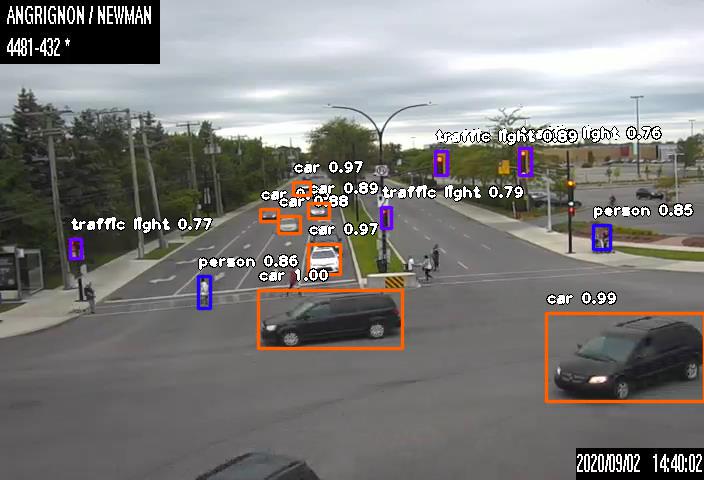 ANGRIGNON / NEWMAN
4481-432 *
traffic light 0.89
traffic light 0.76
car 0.97
car 0.89
car 0.88
traffic light 0.79
person 0.85
traffic light 0.77
car 0.97
person 0.86
car 1.00
car 0.99
2020/09/02 14:40:02